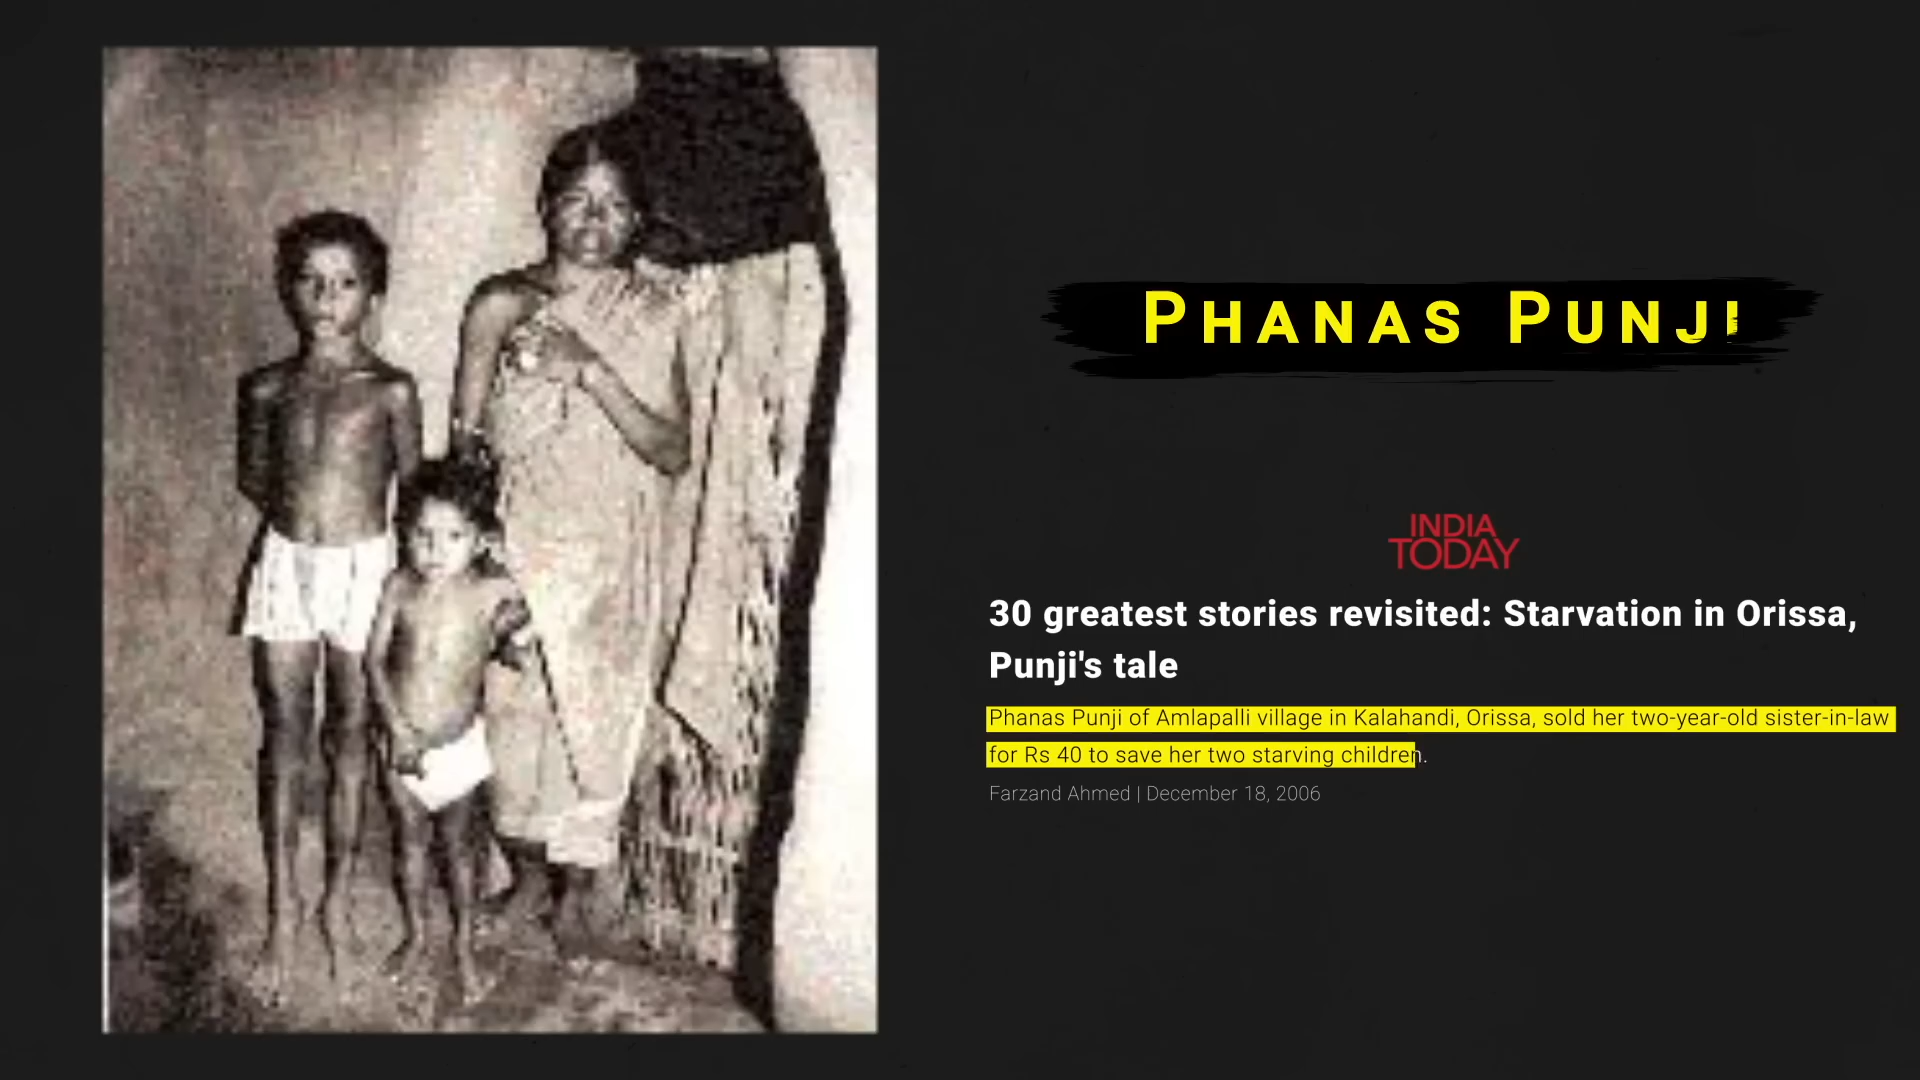 PHANAS PUNJI
INDIA
TODAY
30 greatest stories revisited: Starvation in Orissa,
Punji's tale
Phanas Punji of Amlapalli village in Kalahandi, Orissa, sold her two-year-old sister-in-law
for Rs 40 to save her two starving children.
Farzand Ahmed | December 18, 2006